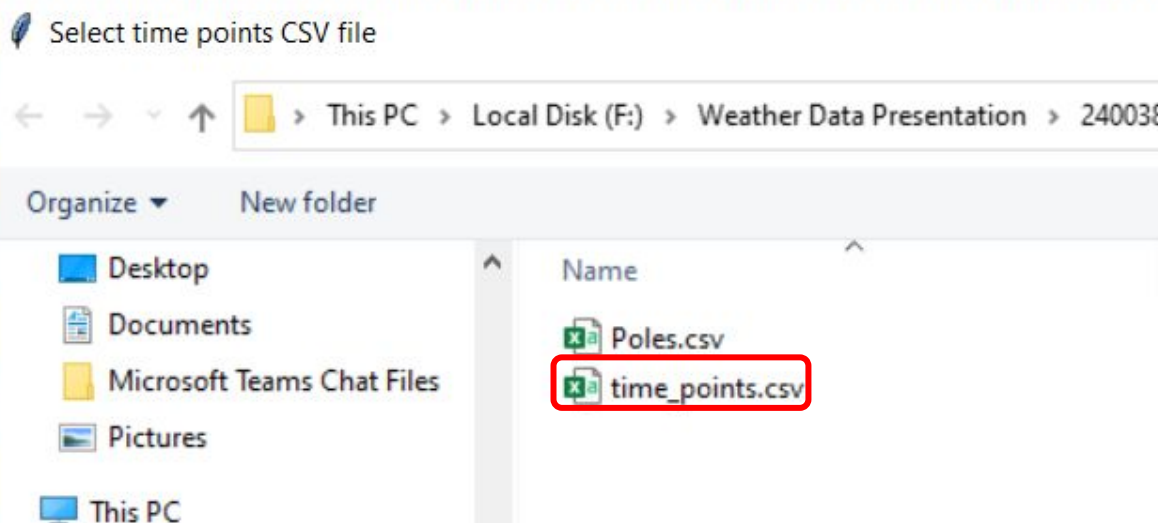 Select time points CSV file
This PC > Local Disk (F:) > Weather Data Presentation > 240038
Organize New folder
Desktop
Documents
Microsoft Teams Chat Files
Pictures
This PC
Name
Poles.csv
time_points.csv